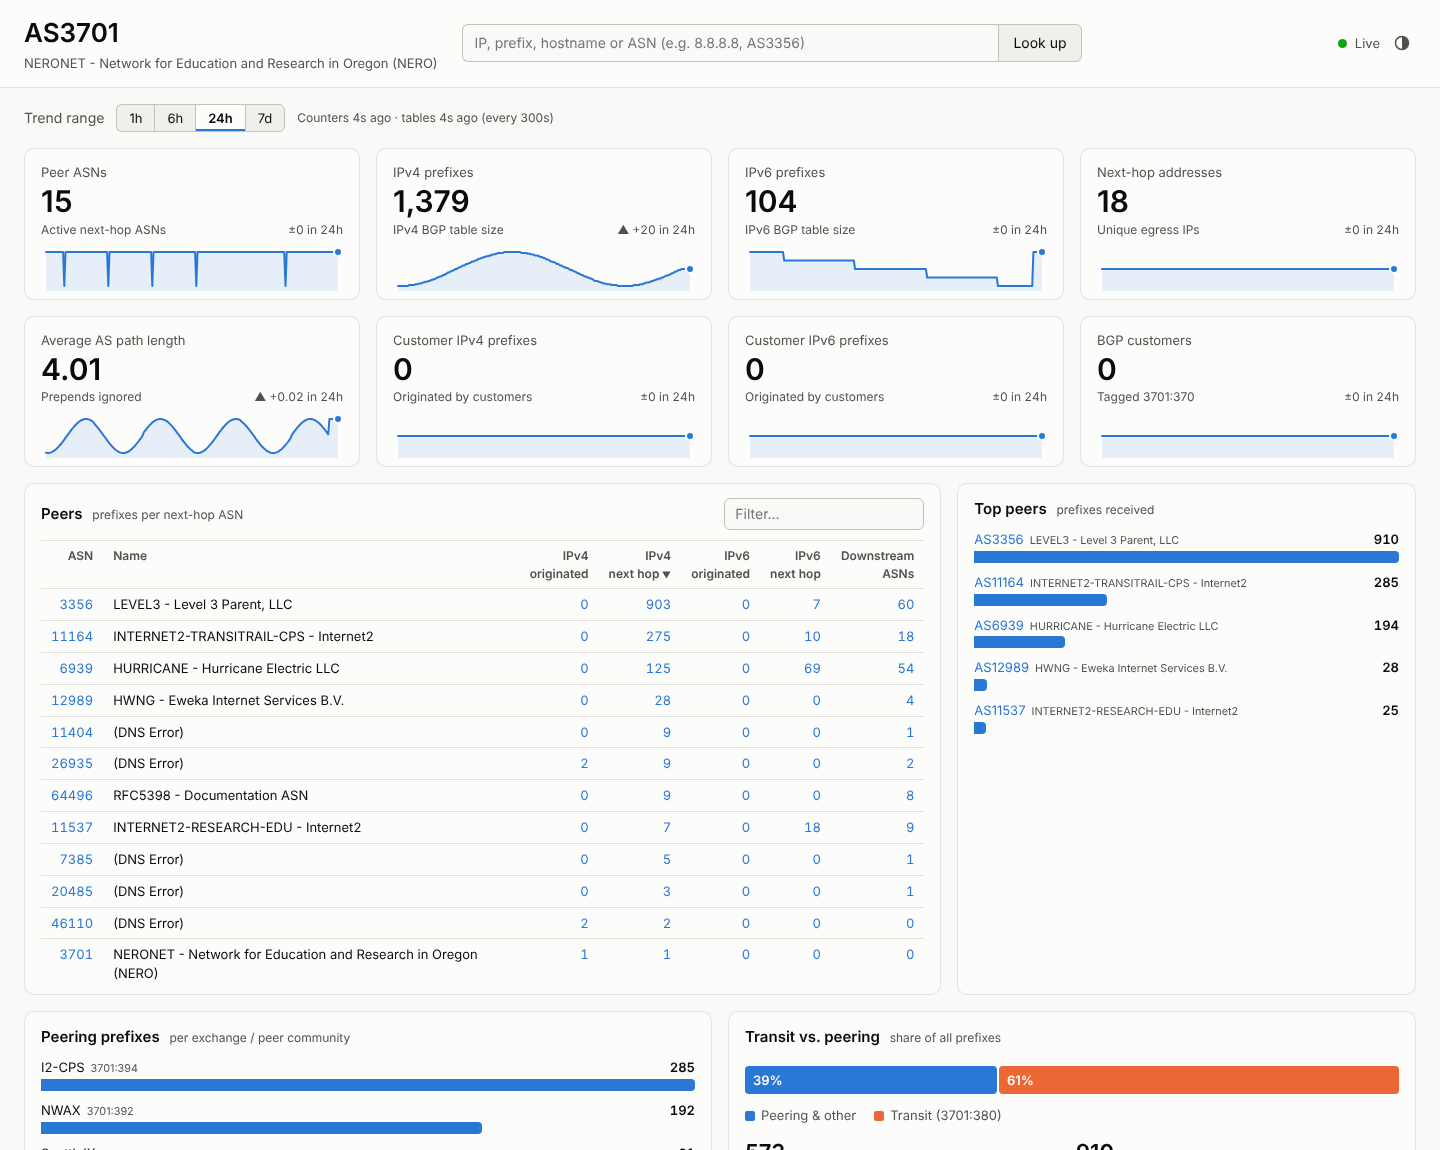 AS3701
NERONET - Network for Education and Research in Oregon (NERO)
IP, prefix, hostname or ASN (e.g. 8.8.8.8, AS3356)
Look up
Live
Trend range
1h 6h 24h 7d
Counters 4s ago · tables 4s ago (every 300s)
Peer ASNs
15
Active next-hop ASNs ±0 in 24h
IPv4 prefixes
1,379
IPv4 BGP table size ▲ +20 in 24h
IPv6 prefixes
104
IPv6 BGP table size ±0 in 24h
Next-hop addresses
18
Unique egress IPs ±0 in 24h
Average AS path length
4.01
Prepends ignored ▲ +0.02 in 24h
Customer IPv4 prefixes
0
Originated by customers ±0 in 24h
Customer IPv6 prefixes
0
Originated by customers ±0 in 24h
BGP customers
0
Tagged 3701:370 ±0 in 24h
Peers prefixes per next-hop ASN
Filter...
ASN Name IPv4 originated IPv4 next hop ▼ IPv6 originated IPv6 next hop Downstream ASNs
3356 LEVEL3 - Level 3 Parent, LLC 0 903 0 7 60
11164 INTERNET2-TRANSITRAIL-CPS - Internet2 0 275 0 10 18
6939 HURRICANE - Hurricane Electric LLC 0 125 0 69 54
12989 HWNG - Eweka Internet Services B.V. 0 28 0 0 4
11404 (DNS Error) 0 9 0 0 1
26935 (DNS Error) 2 9 0 0 2
64496 RFC5398 - Documentation ASN 0 9 0 0 8
11537 INTERNET2-RESEARCH-EDU - Internet2 0 7 0 18 9
7385 (DNS Error) 0 5 0 0 1
20485 (DNS Error) 0 3 0 0 1
46110 (DNS Error) 2 2 0 0 0
3701 NERONET - Network for Education and Research in Oregon 1 1 0 0 0
(NERO)
Top peers prefixes received
AS3356 LEVEL3 - Level 3 Parent, LLC 910
AS11164 INTERNET2-TRANSITRAIL-CPS - Internet2 285
AS6939 HURRICANE - Hurricane Electric LLC 194
AS12989 HWNG - Eweka Internet Services B.V. 28
AS11537 INTERNET2-RESEARCH-EDU - Internet2 25
Peering prefixes per exchange / peer community
I2-CPS 3701:394 285
NWAX 3701:392 192
Transit vs. peering share of all prefixes
39% 61%
Peering & other Transit (3701:380)